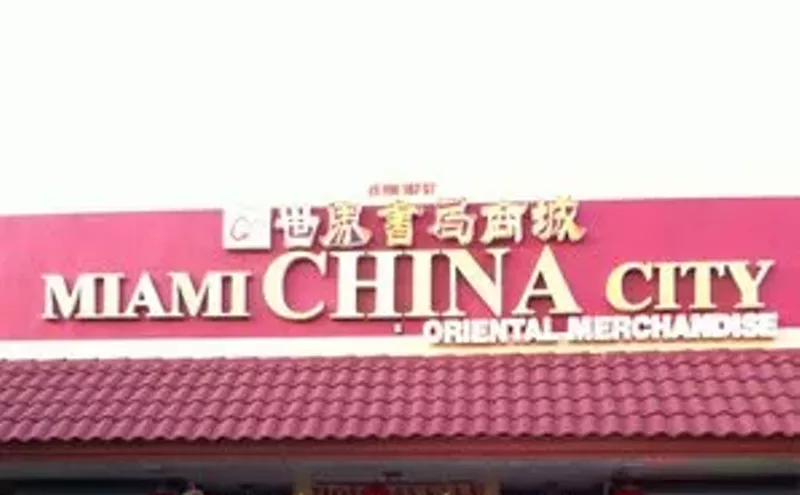 世界書局商城
MIAMI CHINA CITY
ORIENTAL MERCHANDISE